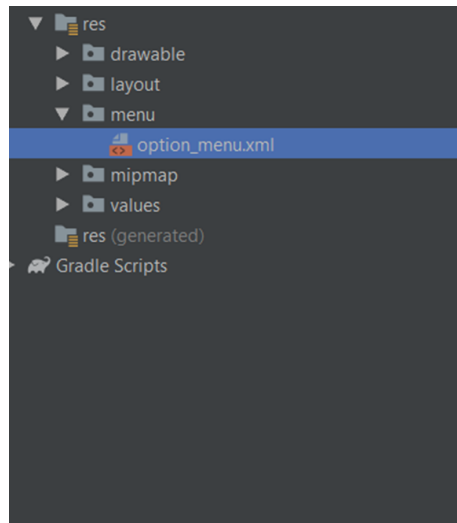 res
drawable
layout
menu
option_menu.xml
mipmap
values
res (generated)
Gradle Scripts